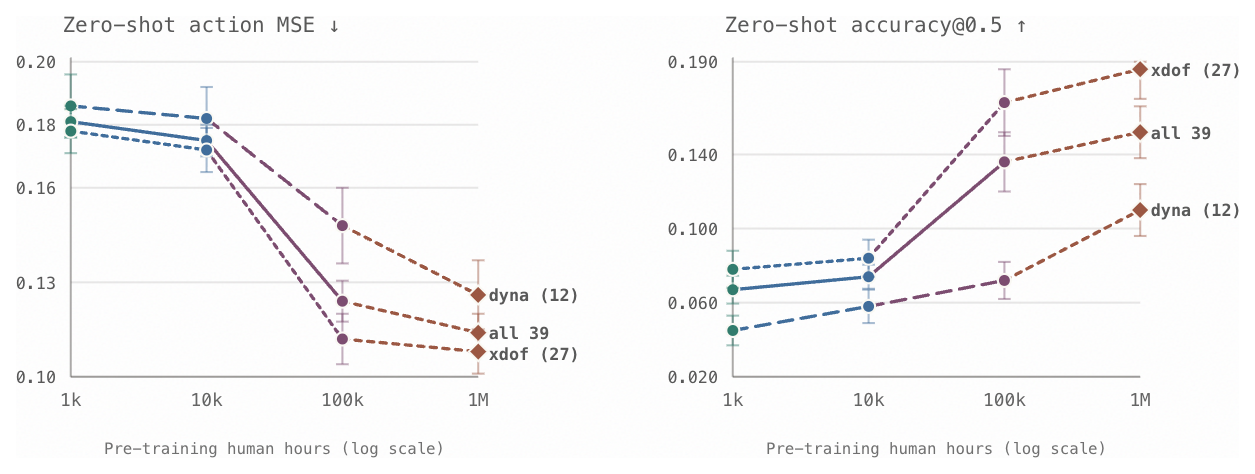 Zero-shot action MSE ↓
0.20
0.18
0.16
0.13
0.10
1k 10k 100k 1M
dyna (12)
all 39
xdof (27)
Pre-training human hours (log scale)
Zero-shot accuracy@0.5 ↑
0.190
0.140
0.100
0.060
0.020
1k 10k 100k 1M
xdof (27)
all 39
dyna (12)
Pre-training human hours (log scale)